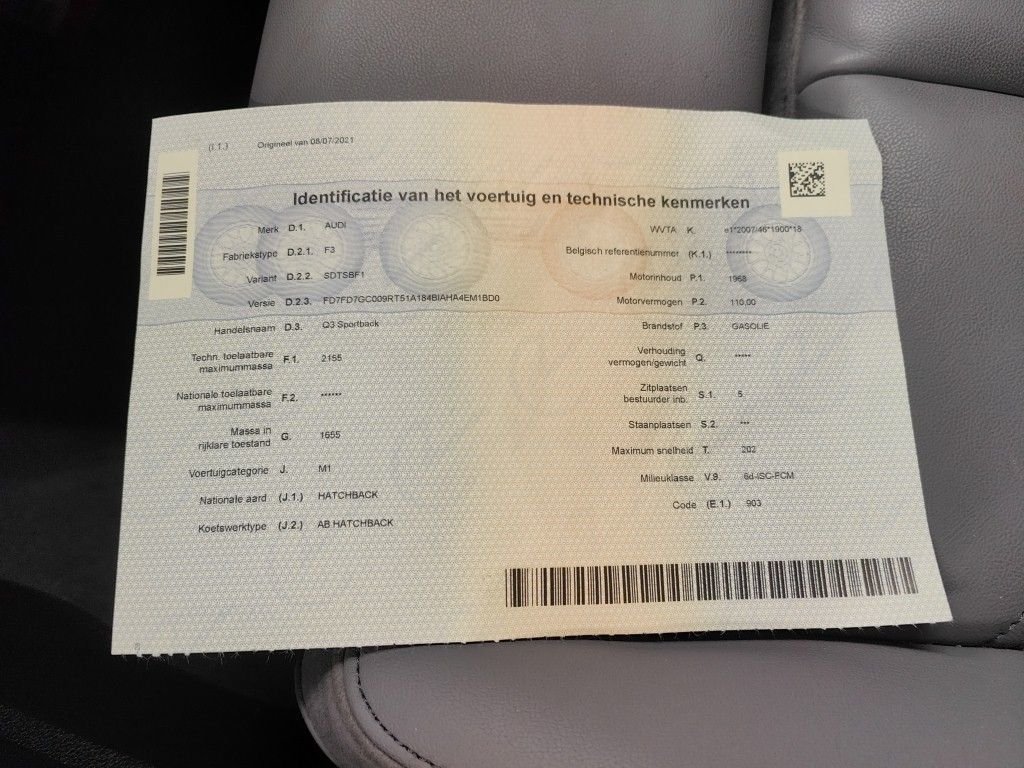 (I.1.) Origineel van 08/07/2021
Identificatie van het voertuig en technische kenmerken
Merk D.1. AUDI
Fabriekstype D.2.1. F3
Variant D.2.2. SDTSBF1
Versie D.2.3. FD7FD7GC009RT51A184BIAHA4EM1BD0
Handelsnaam D.3. Q3 Sportback
Techn. toelaatbare
maximummassa F.1. 2155
Nationale toelaatbare
maximummassa F.2. ******
Massa in
rijklare toestand G. 1655
Voertuigcategorie J. M1
Nationale aard (J.1.) HATCHBACK
Koetswerktype (J.2.) AB HATCHBACK
WVTA K. e1*2007/46*1900*18
Belgisch referentienummer (K.1.) ********
Motorinhoud P.1. 1968
Motorvermogen P.2. 110,00
Brandstof P.3. GASOLIE
Verhouding
vermogen/gewicht Q. *****
Zitplaatsen
bestuurder inb. S.1. 5
Staanplaatsen S.2. ***
Maximum snelheid T. 202
Milieuklasse V.9. 6d-ISC-FCM
Code (E.1.) 903